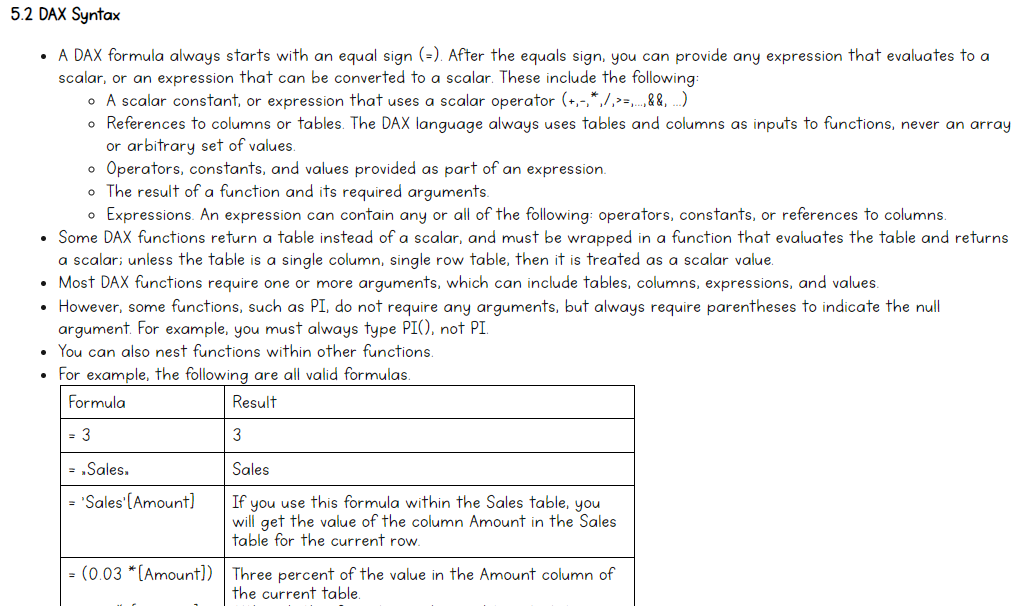 5.2 DAX Syntax
• A DAX formula always starts with an equal sign (=). After the equals sign, you can provide any expression that evaluates to a
scalar, or an expression that can be converted to a scalar. These include the following:
◦ A scalar constant, or expression that uses a scalar operator (+,-,*,/,>=,...,&&, ...)
◦ References to columns or tables. The DAX language always uses tables and columns as inputs to functions, never an array
or arbitrary set of values.
◦ Operators, constants, and values provided as part of an expression.
◦ The result of a function and its required arguments.
◦ Expressions. An expression can contain any or all of the following: operators, constants, or references to columns.
• Some DAX functions return a table instead of a scalar, and must be wrapped in a function that evaluates the table and returns
a scalar; unless the table is a single column, single row table, then it is treated as a scalar value.
• Most DAX functions require one or more arguments, which can include tables, columns, expressions, and values.
• However, some functions, such as PI, do not require any arguments, but always require parentheses to indicate the null
argument. For example, you must always type PI(), not PI.
• You can also nest functions within other functions.
• For example, the following are all valid formulas.
Formula Result
= 3 3
= "Sales" Sales
= 'Sales'[Amount] If you use this formula within the Sales table, you
will get the value of the column Amount in the Sales
table for the current row.
= (0.03 *[Amount]) Three percent of the value in the Amount column of
the current table.